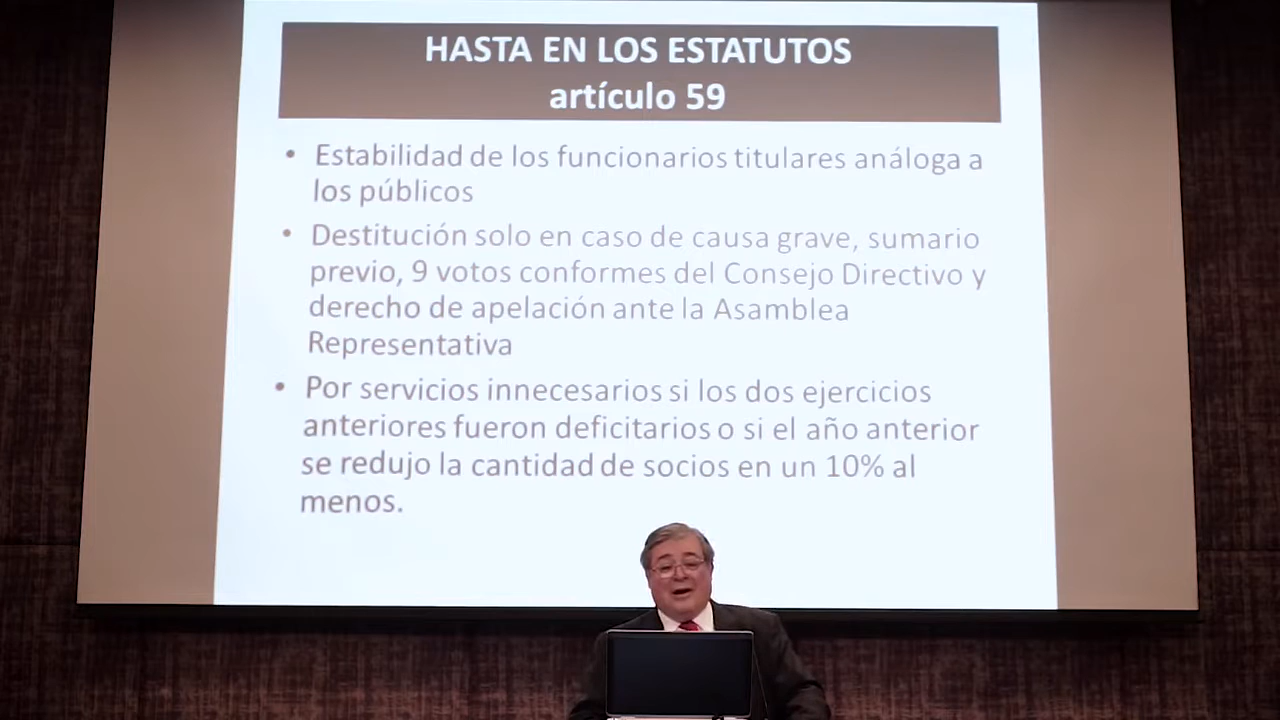 HASTA EN LOS ESTATUTOS
artículo 59
• Estabilidad de los funcionarios titulares análoga a
los públicos
• Destitución solo en caso de causa grave, sumario
previo, 9 votos conformes del Consejo Directivo y
derecho de apelación ante la Asamblea
Representativa
• Por servicios innecesarios si los dos ejercicios
anteriores fueron deficitarios o si el año anterior
se redujo la cantidad de socios en un 10% al
menos.